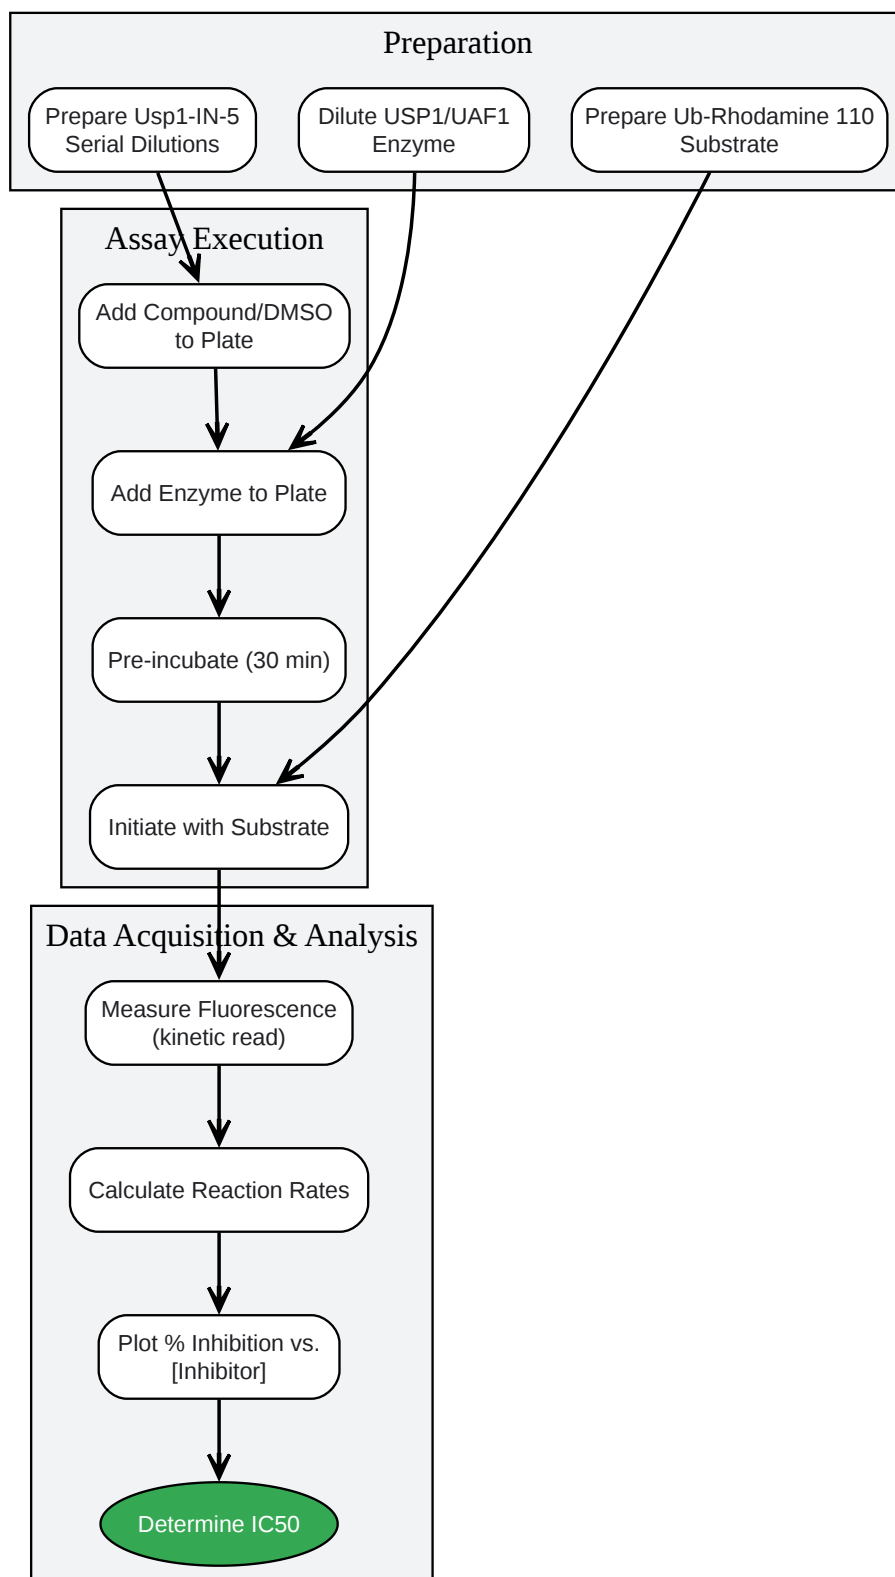 Preparation
Prepare Usp1-IN-5
Serial Dilutions
Dilute USP1/UAF1
Enzyme
Prepare Ub-Rhodamine 110
Substrate
Assay Execution
Add Compound/DMSO
to Plate
Add Enzyme to Plate
Pre-incubate (30 min)
Initiate with Substrate
Data Acquisition & Analysis
Measure Fluorescence
(kinetic read)
Calculate Reaction Rates
Plot % Inhibition vs.
[Inhibitor]
Determine IC50